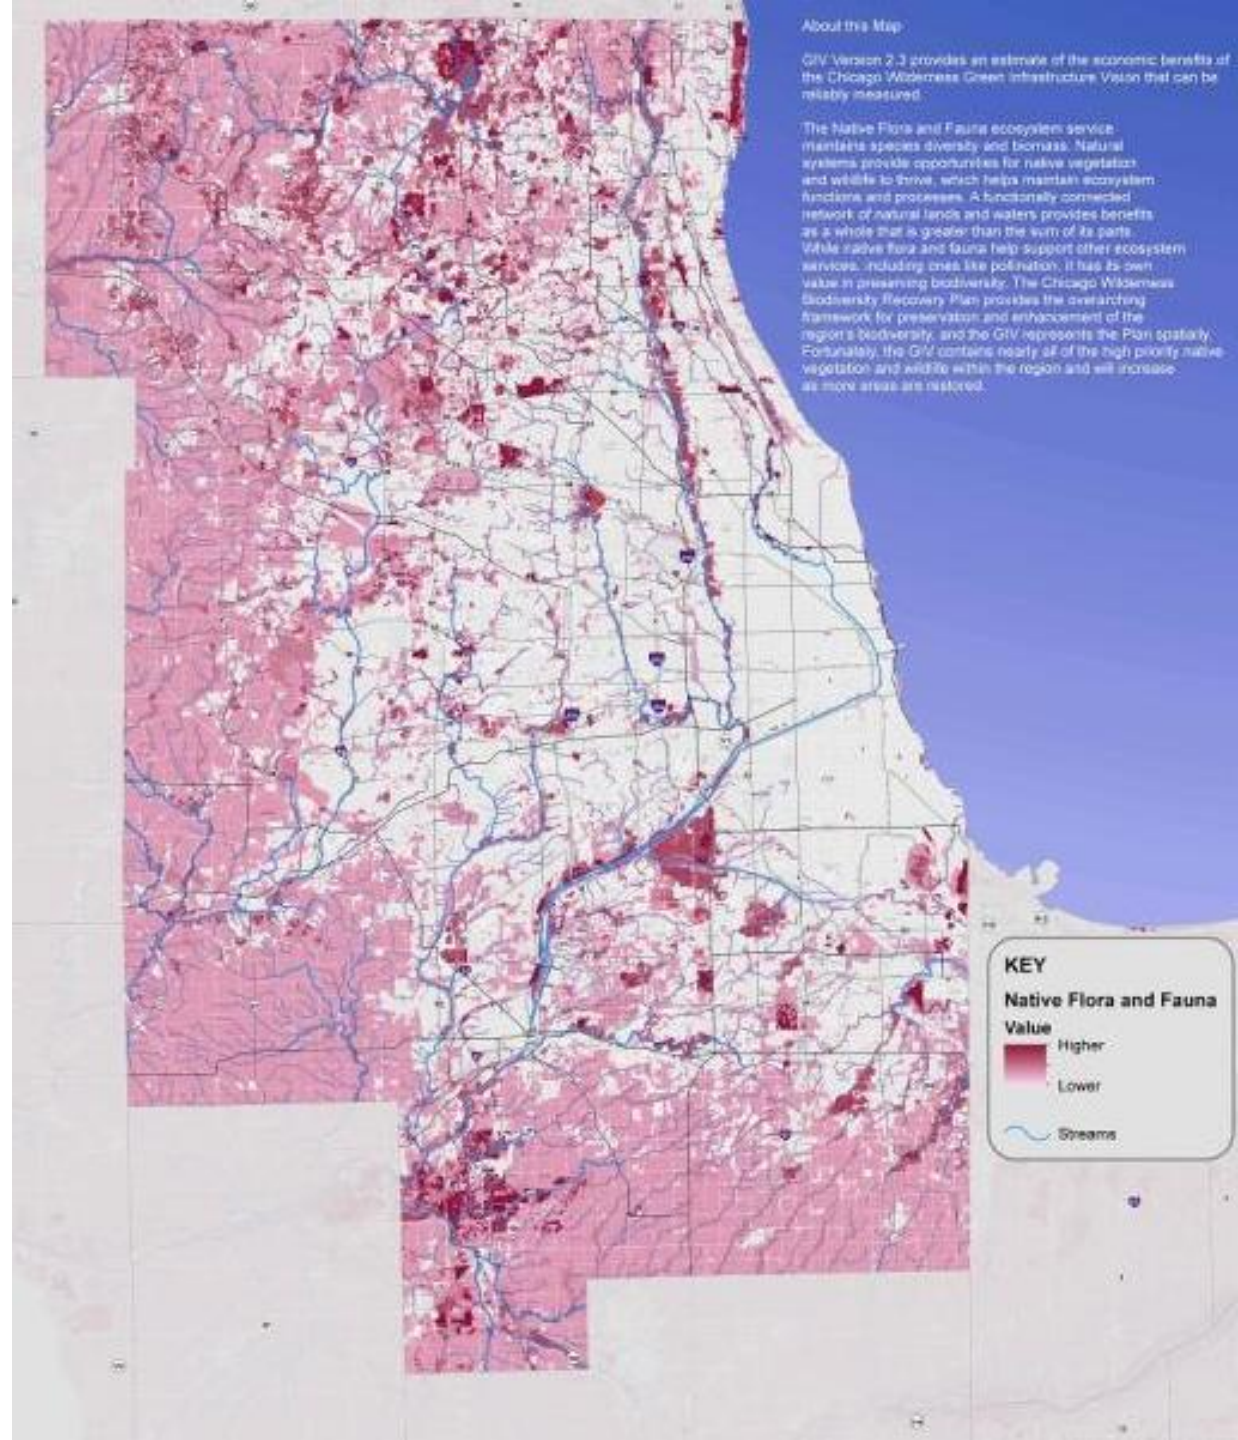 About this Map
GIV Version 2.3 provides an estimate of the economic benefits of
the Chicago Wilderness Green Infrastructure Vision that can be
reliably measured.
The Native Flora and Fauna ecosystem service
maintains species diversity and biomass. Natural
systems provide opportunities for native vegetation
and wildlife to thrive, which helps maintain ecosystem
functions and processes. A functionally connected
network of natural lands and waters provides benefits
as a whole that is greater than the sum of its parts.
While native flora and fauna help support other ecosystem
services, including ones like pollination, it has its own
value in preserving biodiversity. The Chicago Wilderness
Biodiversity Recovery Plan provides the overarching
framework for preservation and enhancement of the
region's biodiversity, and the GIV represents the Plan spatially.
Fortunately, the GIV contains nearly all of the high priority native
vegetation and wildlife within the region and will increase
as more areas are restored.
KEY
Native Flora and Fauna
Value
Higher
Lower
Streams